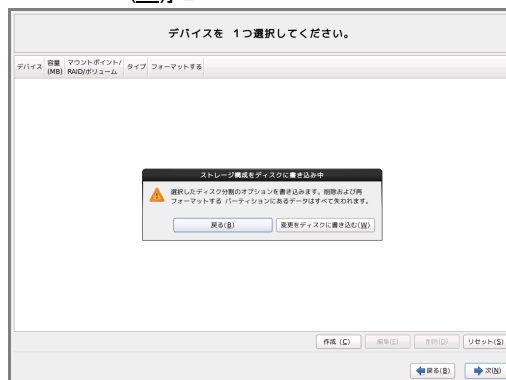 デバイスを 1つ選択してください。
デバイス 容量 (MB) マウントポイント/ RAID/ボリューム タイプ フォーマットする
ストレージ構成をディスクに書き込み中
選択したディスク分割のオプションを書き込みます。削除および再
フォーマットする パーティションにあるデータはすべて失われます。
戻る(B) 変更をディスクに書き込む(W)
作成 (C) 編集(E) 削除(D) リセット(S)
戻る(B) 次(N)